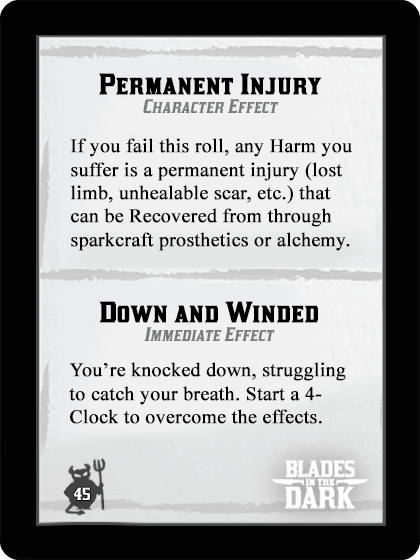 Permanent Injury
Character Effect
If you fail this roll, any Harm you
suffer is a permanent injury (lost
limb, unhealable scar, etc.) that
can be Recovered from through
sparkcraft prosthetics or alchemy.
Down and Winded
Immediate Effect
You're knocked down, struggling
to catch your breath. Start a 4-
Clock to overcome the effects.
45
BLADES
IN THE
DARK